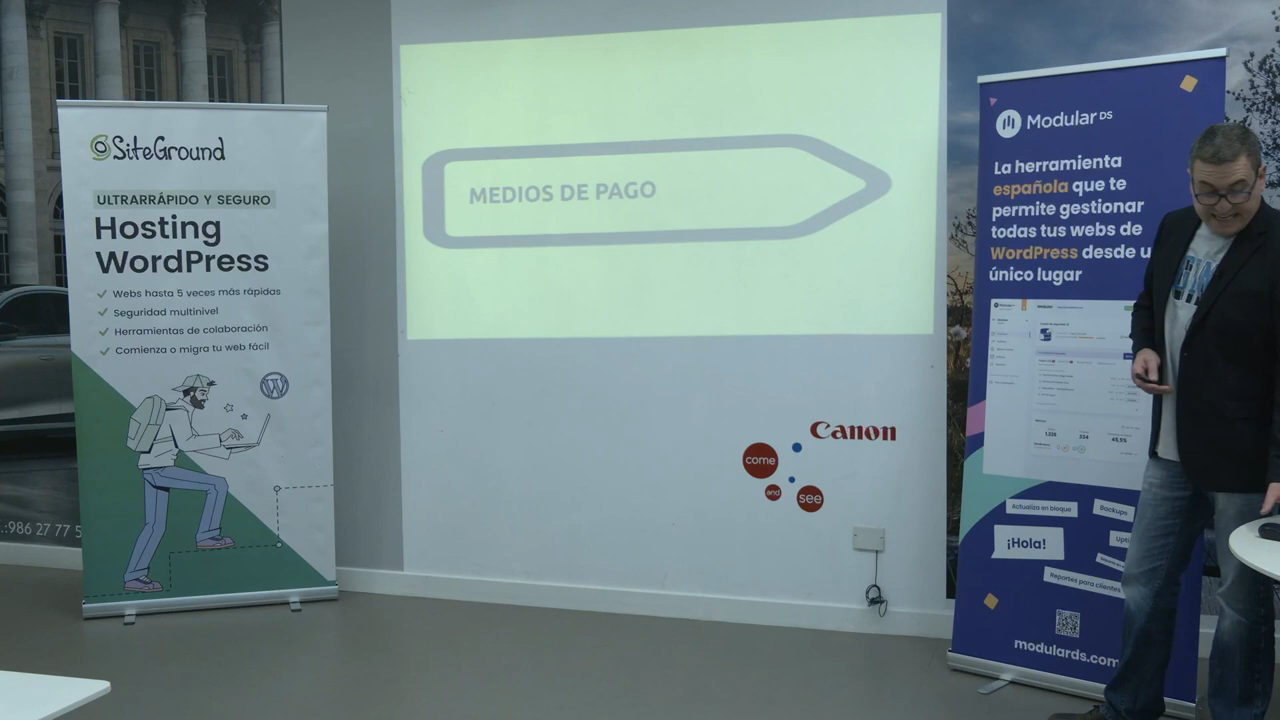 SiteGround
ULTRARRÁPIDO Y SEGURO
Hosting
WordPress
Webs hasta 5 veces más rápidas
Seguridad multinivel
Herramientas de colaboración
Comienza o migra tu web fácil
.:986 27 77 5
MEDIOS DE PAGO
Canon
come
and
see
Modular DS
La herramienta
española que te
permite gestionar
todas tus webs de
WordPress desde u
único lugar
Actualiza en bloque
Backups
¡Hola!
Upti
Reportes para clientes
modulards.com